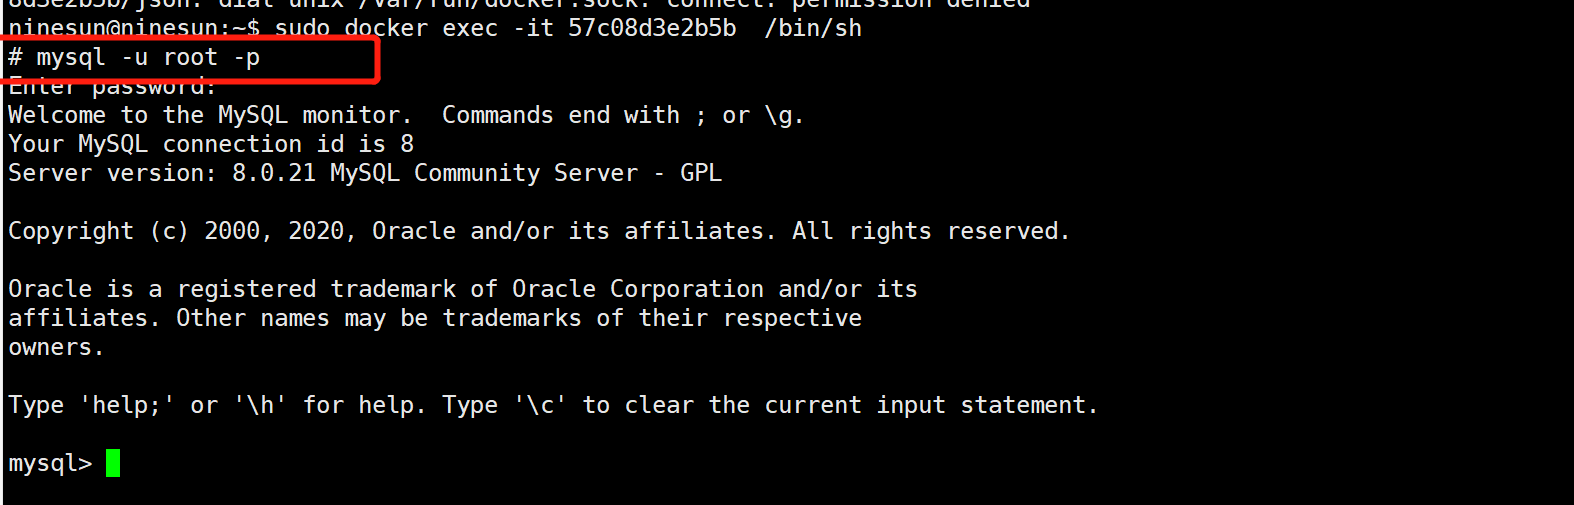 8d3e2b5b/json: dial unix /var/run/docker.sock: connect: permission denied
ninesun@ninesun:~$ sudo docker exec -it 57c08d3e2b5b  /bin/sh
# mysql -u root -p
Enter password:
Welcome to the MySQL monitor.  Commands end with ; or \g.
Your MySQL connection id is 8
Server version: 8.0.21 MySQL Community Server - GPL
Copyright (c) 2000, 2020, Oracle and/or its affiliates. All rights reserved.
Oracle is a registered trademark of Oracle Corporation and/or its
affiliates. Other names may be trademarks of their respective
owners.
Type 'help;' or '\h' for help. Type '\c' to clear the current input statement.
mysql>